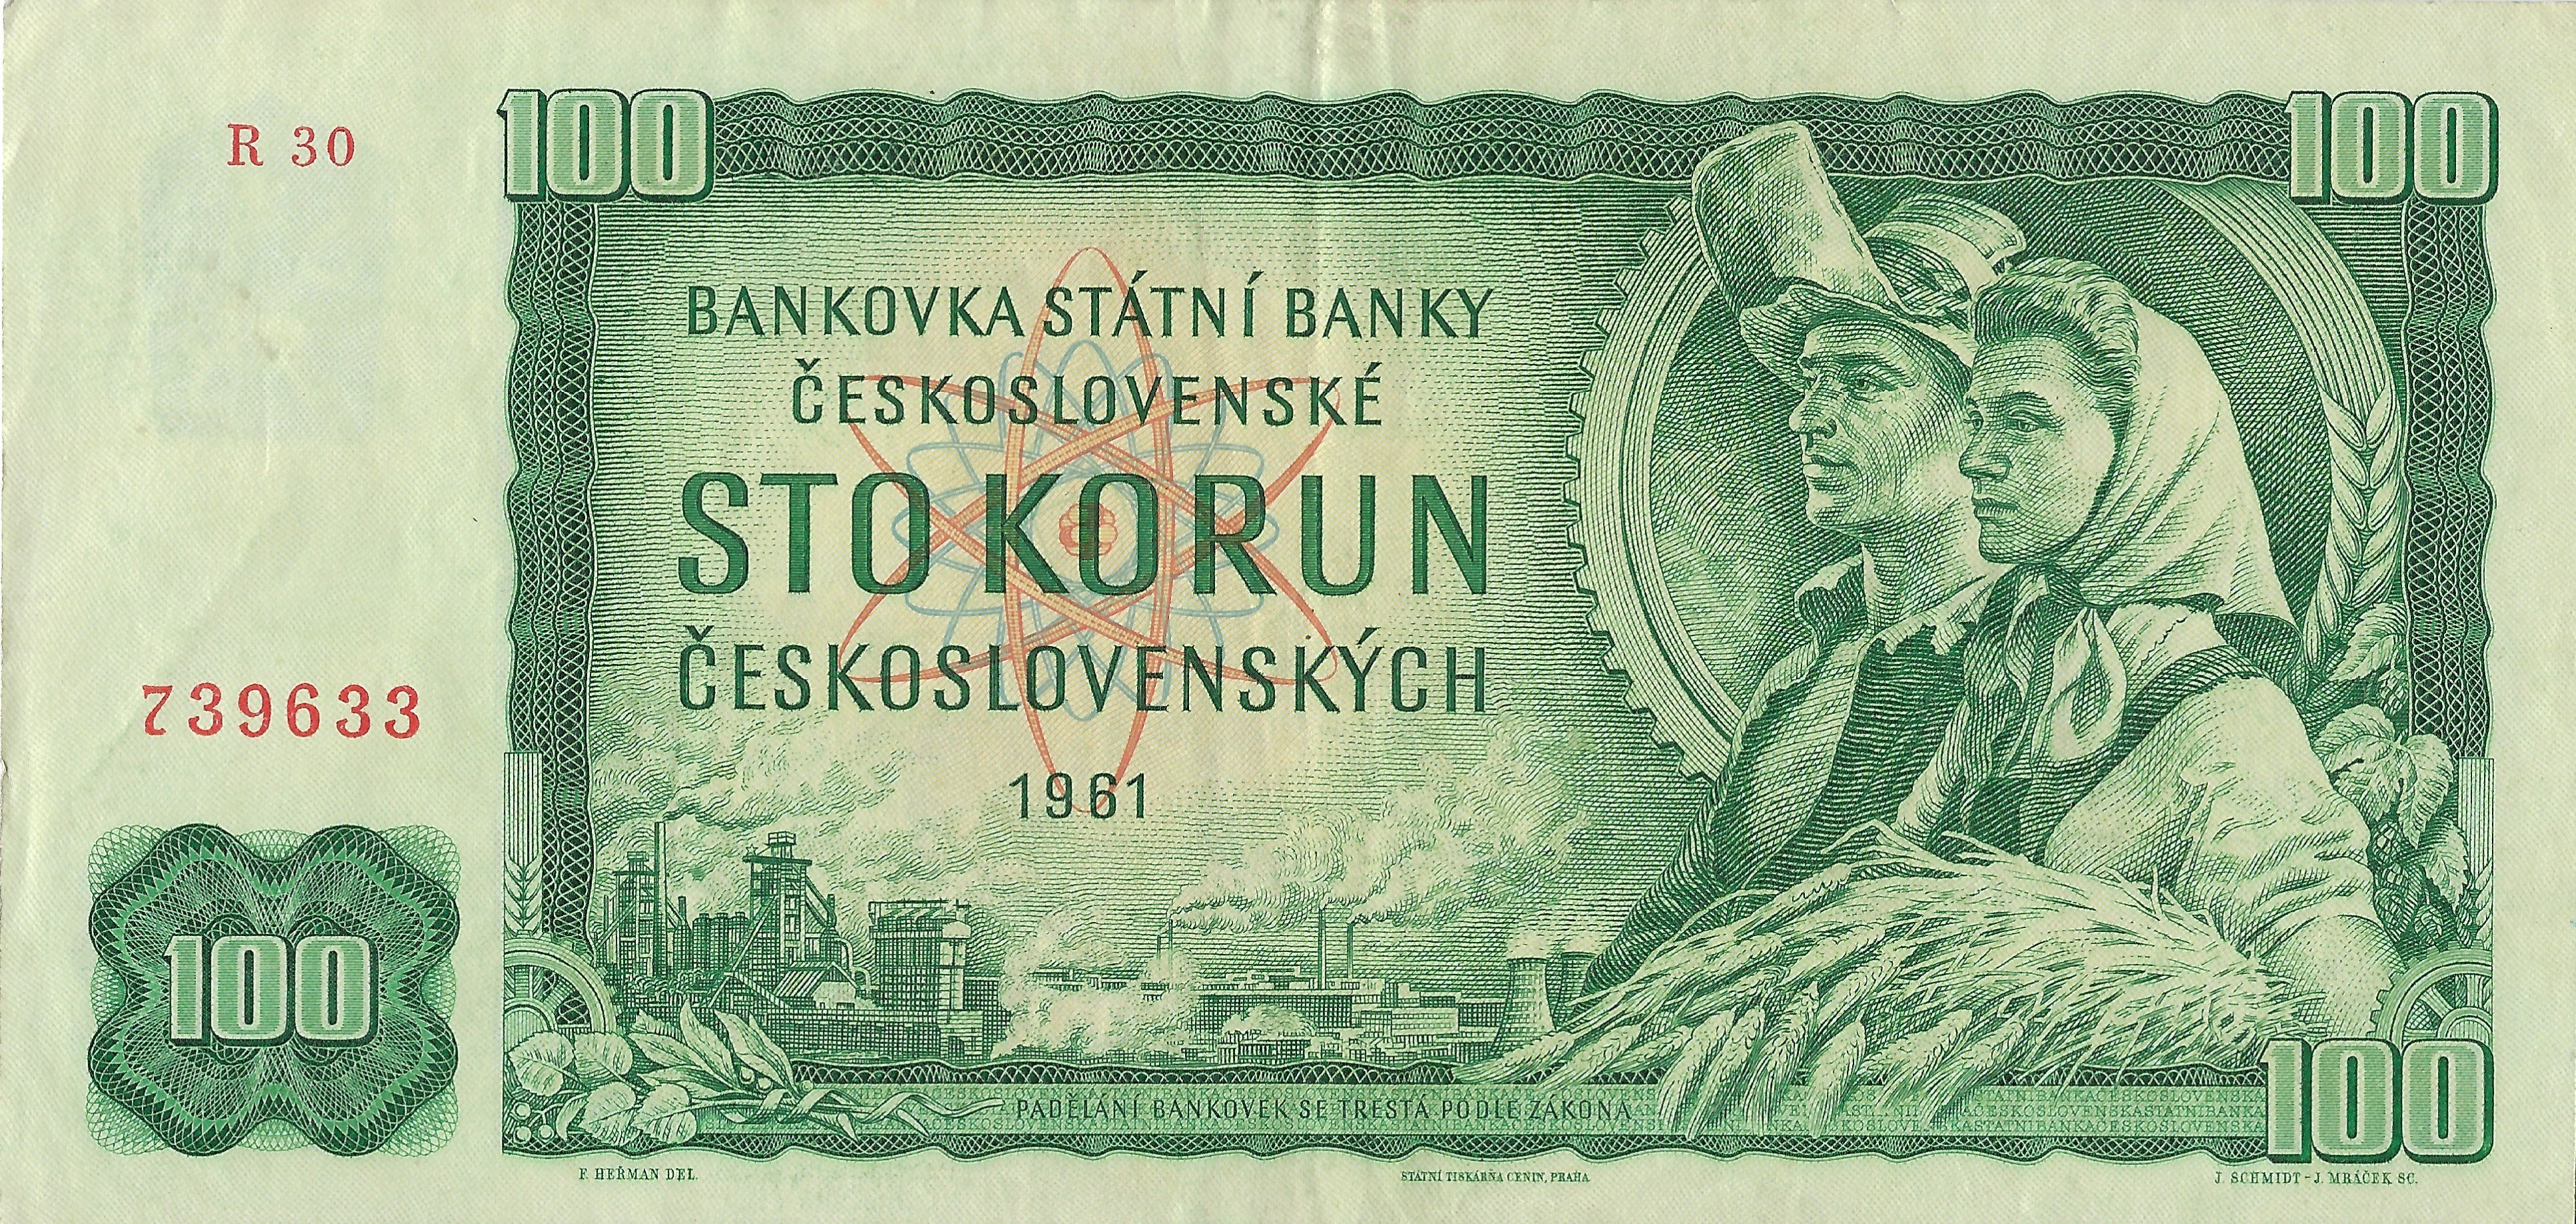 R 30
100
100
BANKOVKA STÁTNÍ BANKY
ČESKOSLOVENSKÉ
STO KORUN
ČESKOSLOVENSKÝCH
739633
1961
100
100
PADĚLÁNÍ BANKOVEK SE TRESTÁ PODLE ZÁKONA
F. HEŘMAN DEL.
STÁTNÍ TISKÁRNA CENIN, PRAHA
J. SCHMIDT - J. MRÁČEK SC.